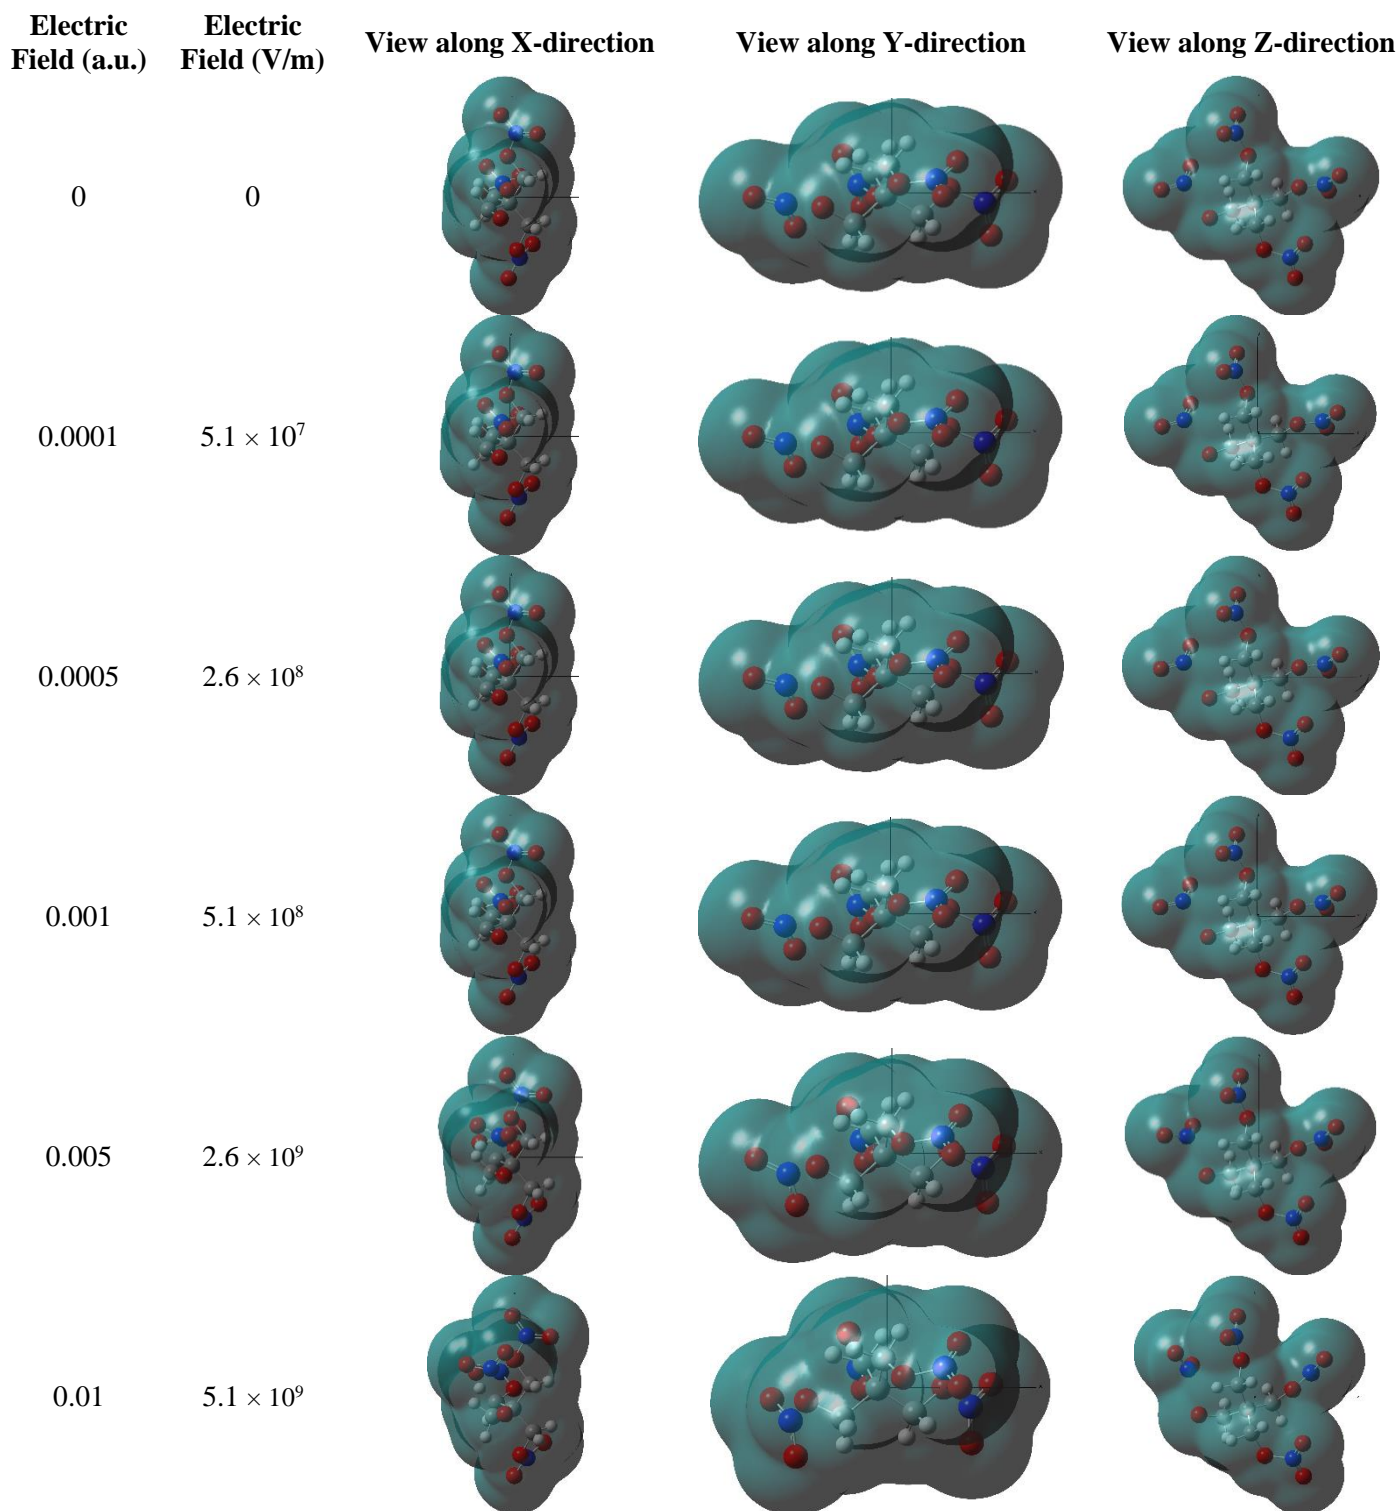 Electric Field (a.u.) Electric Field (V/m) View along X-direction View along Y-direction View along Z-direction
0 0
0.0001 5.1 × 10⁷
0.0005 2.6 × 10⁸
0.001 5.1 × 10⁸
0.005 2.6 × 10⁹
0.01 5.1 × 10⁹